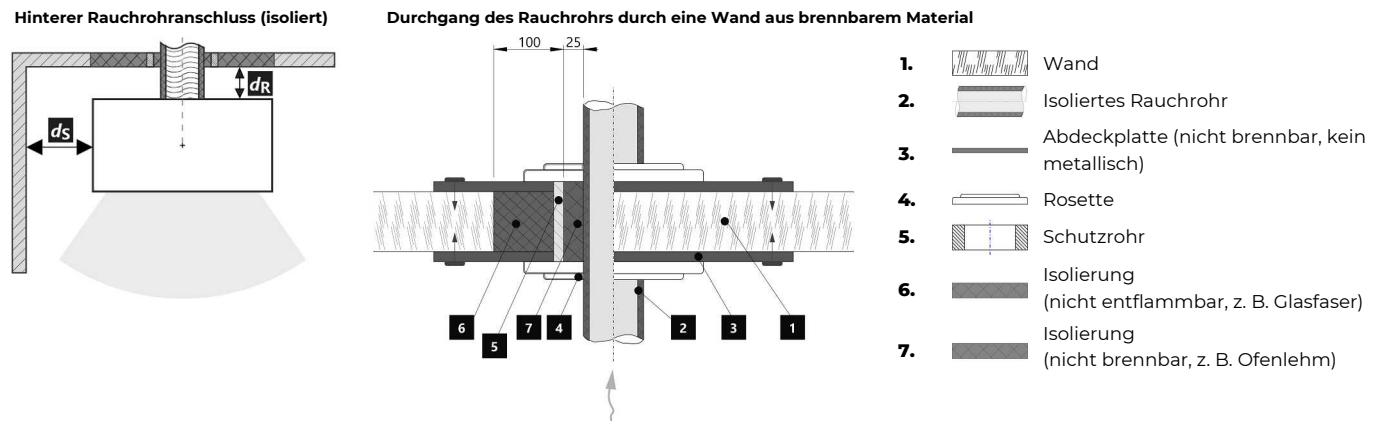 Hinterer Rauchrohranschluss (isoliert)
dR
dS
Durchgang des Rauchrohrs durch eine Wand aus brennbarem Material
100 25
6
5
7
4
2
3
1
1. Wand
2. Isoliertes Rauchrohr
3. Abdeckplatte (nicht brennbar, kein
metallisch)
4. Rosette
5. Schutzrohr
6. Isolierung
(nicht entflammbar, z. B. Glasfaser)
7. Isolierung
(nicht brennbar, z. B. Ofenlehm)